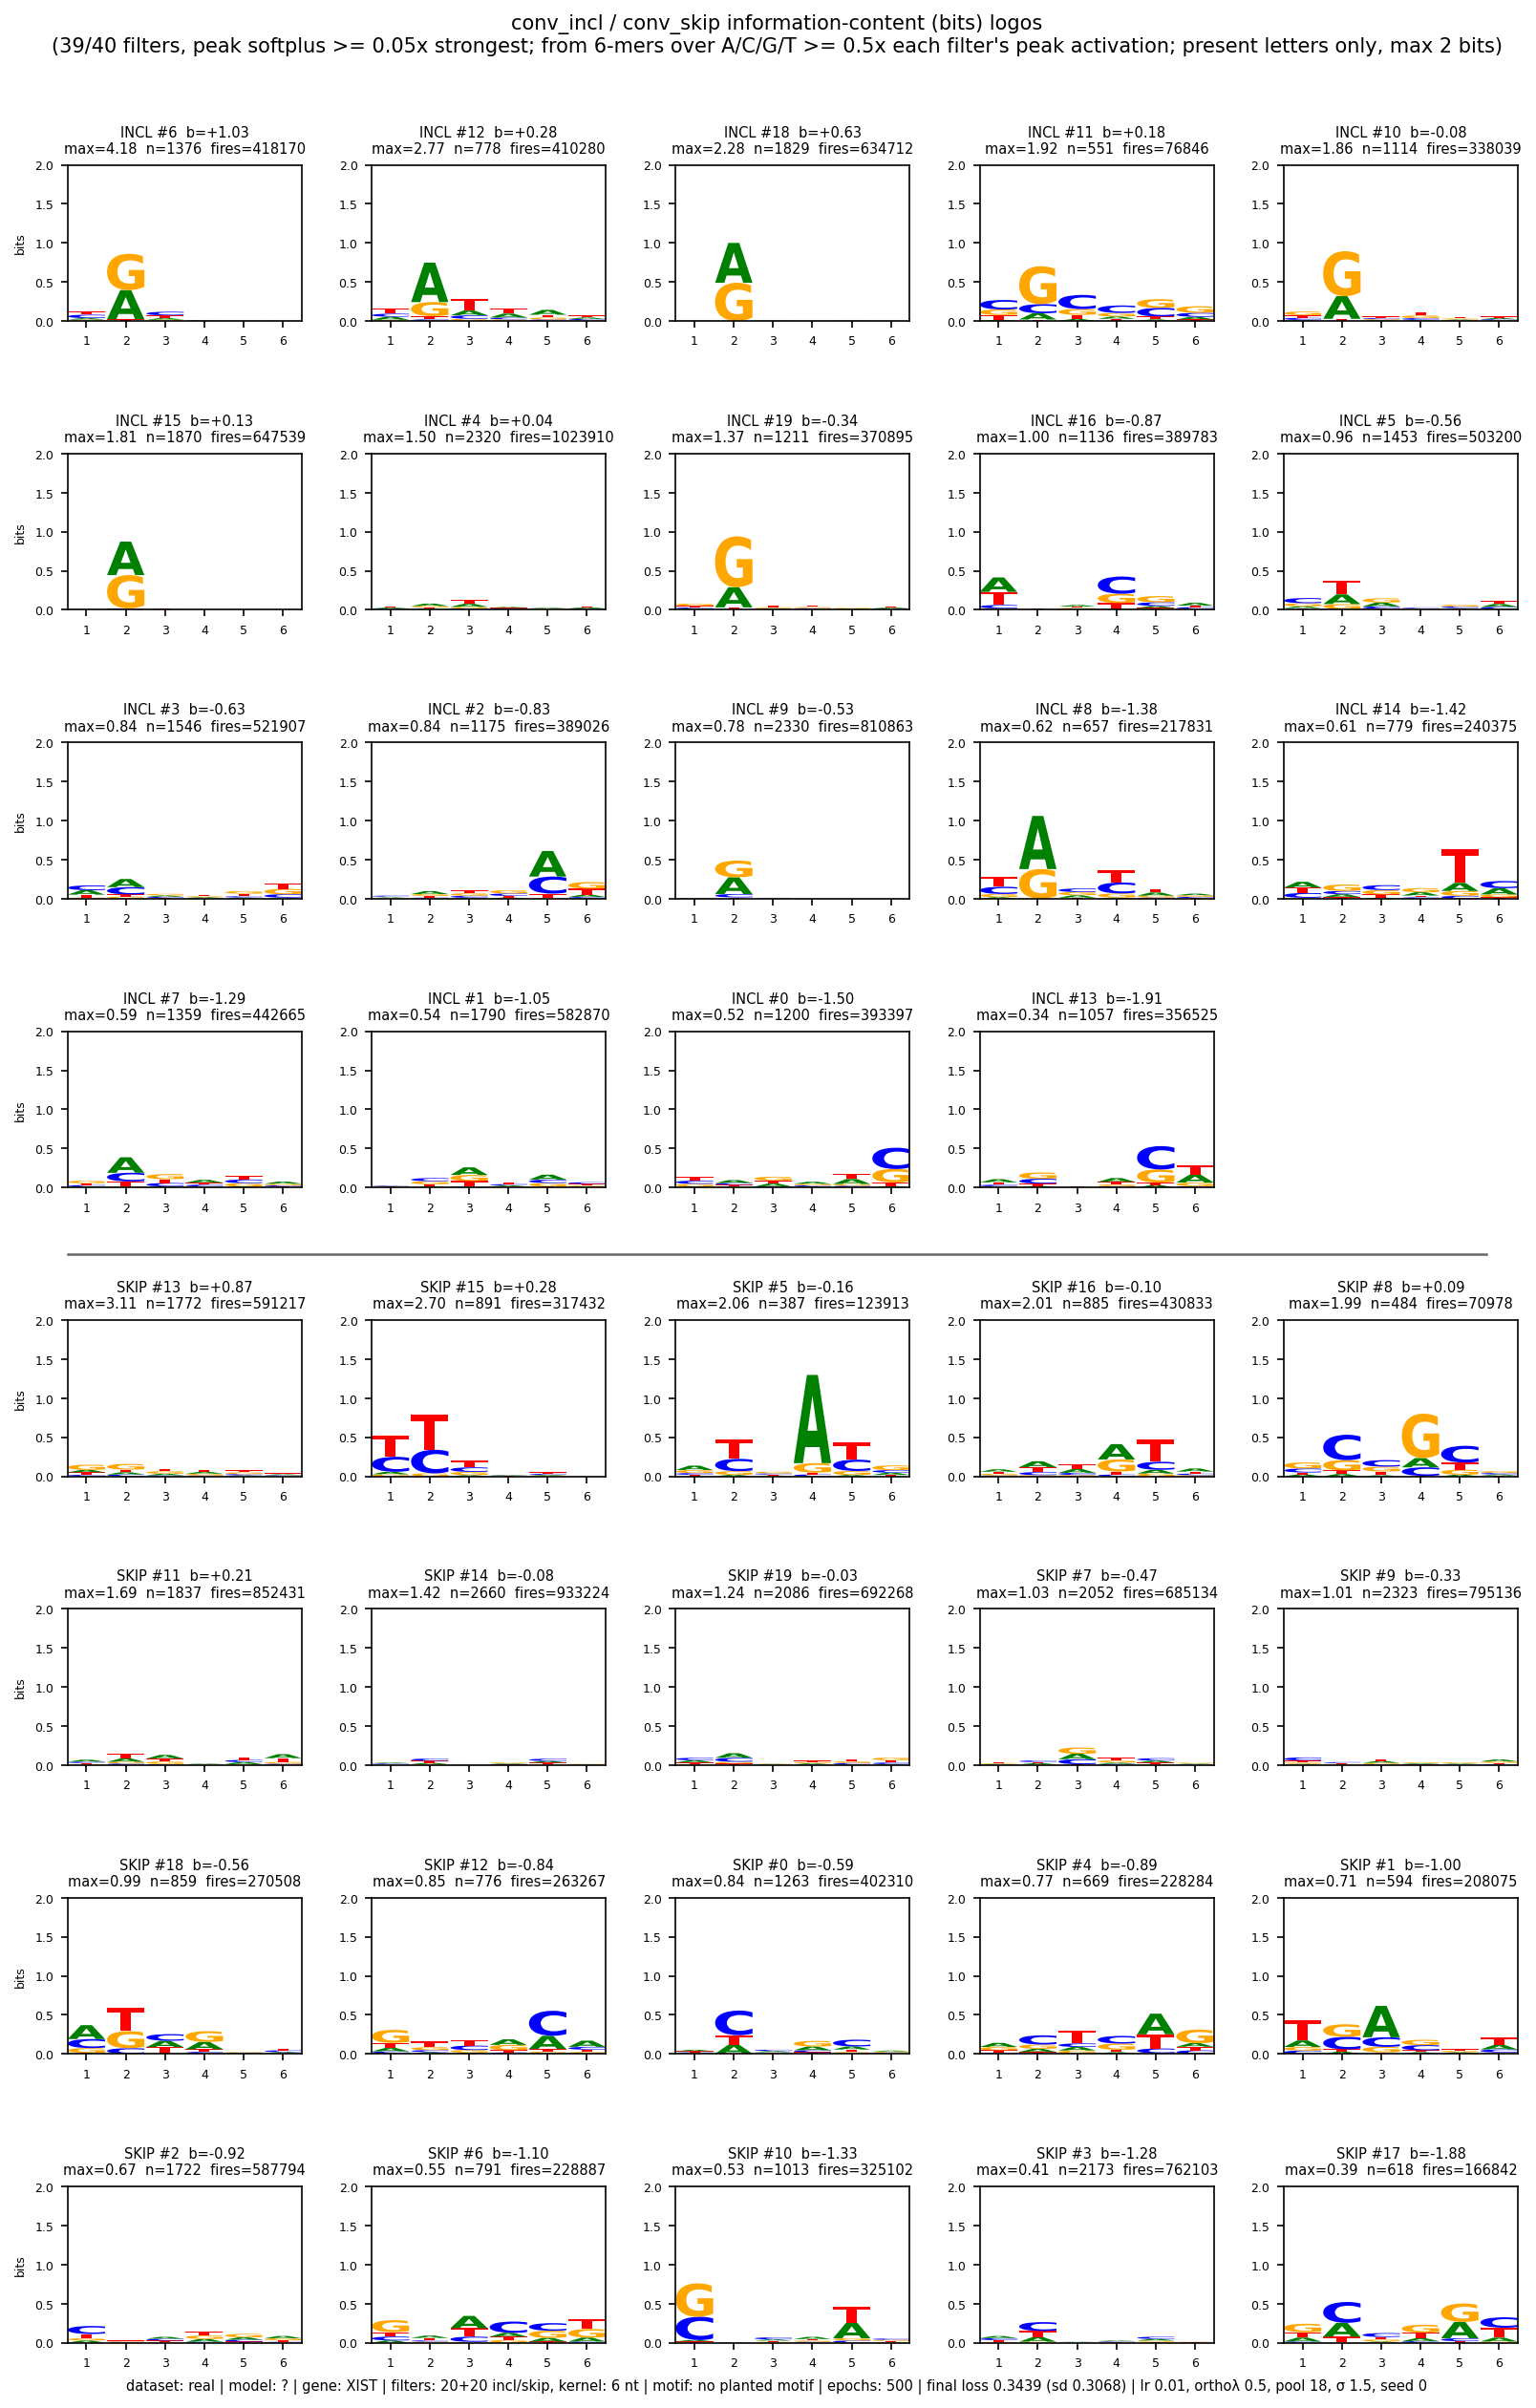 conv_incl / conv_skip information-content (bits) logos
(39/40 filters, peak softplus >= 0.05x strongest; from 6-mers over A/C/G/T >= 0.5x each filter's peak activation; present letters only, max 2 bits)
INCL #6 b=+1.03
max=4.18 n=1376 fires=418170
INCL #12 b=+0.28
max=2.77 n=778 fires=410280
INCL #18 b=+0.63
max=2.28 n=1829 fires=634712
INCL #11 b=+0.18
max=1.92 n=551 fires=76846
INCL #10 b=-0.08
max=1.86 n=1114 fires=338039
INCL #15 b=+0.13
max=1.81 n=1870 fires=647539
INCL #4 b=+0.04
max=1.50 n=2320 fires=1023910
INCL #19 b=-0.34
max=1.37 n=1211 fires=370895
INCL #16 b=-0.87
max=1.00 n=1136 fires=389783
INCL #5 b=-0.56
max=0.96 n=1453 fires=503200
INCL #3 b=-0.63
max=0.84 n=1546 fires=521907
INCL #2 b=-0.83
max=0.84 n=1175 fires=389026
INCL #9 b=-0.53
max=0.78 n=2330 fires=810863
INCL #8 b=-1.38
max=0.62 n=657 fires=217831
INCL #14 b=-1.42
max=0.61 n=779 fires=240375
INCL #7 b=-1.29
max=0.59 n=1359 fires=442665
INCL #1 b=-1.05
max=0.54 n=1790 fires=582870
INCL #0 b=-1.50
max=0.52 n=1200 fires=393397
INCL #13 b=-1.91
max=0.34 n=1057 fires=356525
SKIP #13 b=+0.87
max=3.11 n=1772 fires=591217
SKIP #15 b=+0.28
max=2.70 n=891 fires=317432
SKIP #5 b=-0.16
max=2.06 n=387 fires=123913
SKIP #16 b=-0.10
max=2.01 n=885 fires=430833
SKIP #8 b=+0.09
max=1.99 n=484 fires=70978
SKIP #11 b=+0.21
max=1.69 n=1837 fires=852431
SKIP #14 b=-0.08
max=1.42 n=2660 fires=933224
SKIP #19 b=-0.03
max=1.24 n=2086 fires=692268
SKIP #7 b=-0.47
max=1.03 n=2052 fires=685134
SKIP #9 b=-0.33
max=1.01 n=2323 fires=795136
SKIP #18 b=-0.56
max=0.99 n=859 fires=270508
SKIP #12 b=-0.84
max=0.85 n=776 fires=263267
SKIP #0 b=-0.59
max=0.84 n=1263 fires=402310
SKIP #4 b=-0.89
max=0.77 n=669 fires=228284
SKIP #1 b=-1.00
max=0.71 n=594 fires=208075
SKIP #2 b=-0.92
max=0.67 n=1722 fires=587794
SKIP #6 b=-1.10
max=0.55 n=791 fires=228887
SKIP #10 b=-1.33
max=0.53 n=1013 fires=325102
SKIP #3 b=-1.28
max=0.41 n=2173 fires=762103
SKIP #17 b=-1.88
max=0.39 n=618 fires=166842
dataset: real | model: ? | gene: XIST | filters: 20+20 incl/skip, kernel: 6 nt | motif: no planted motif | epochs: 500 | final loss 0.3439 (sd 0.3068) | lr 0.01, orthoλ 0.5, pool 18, σ 1.5, seed 0